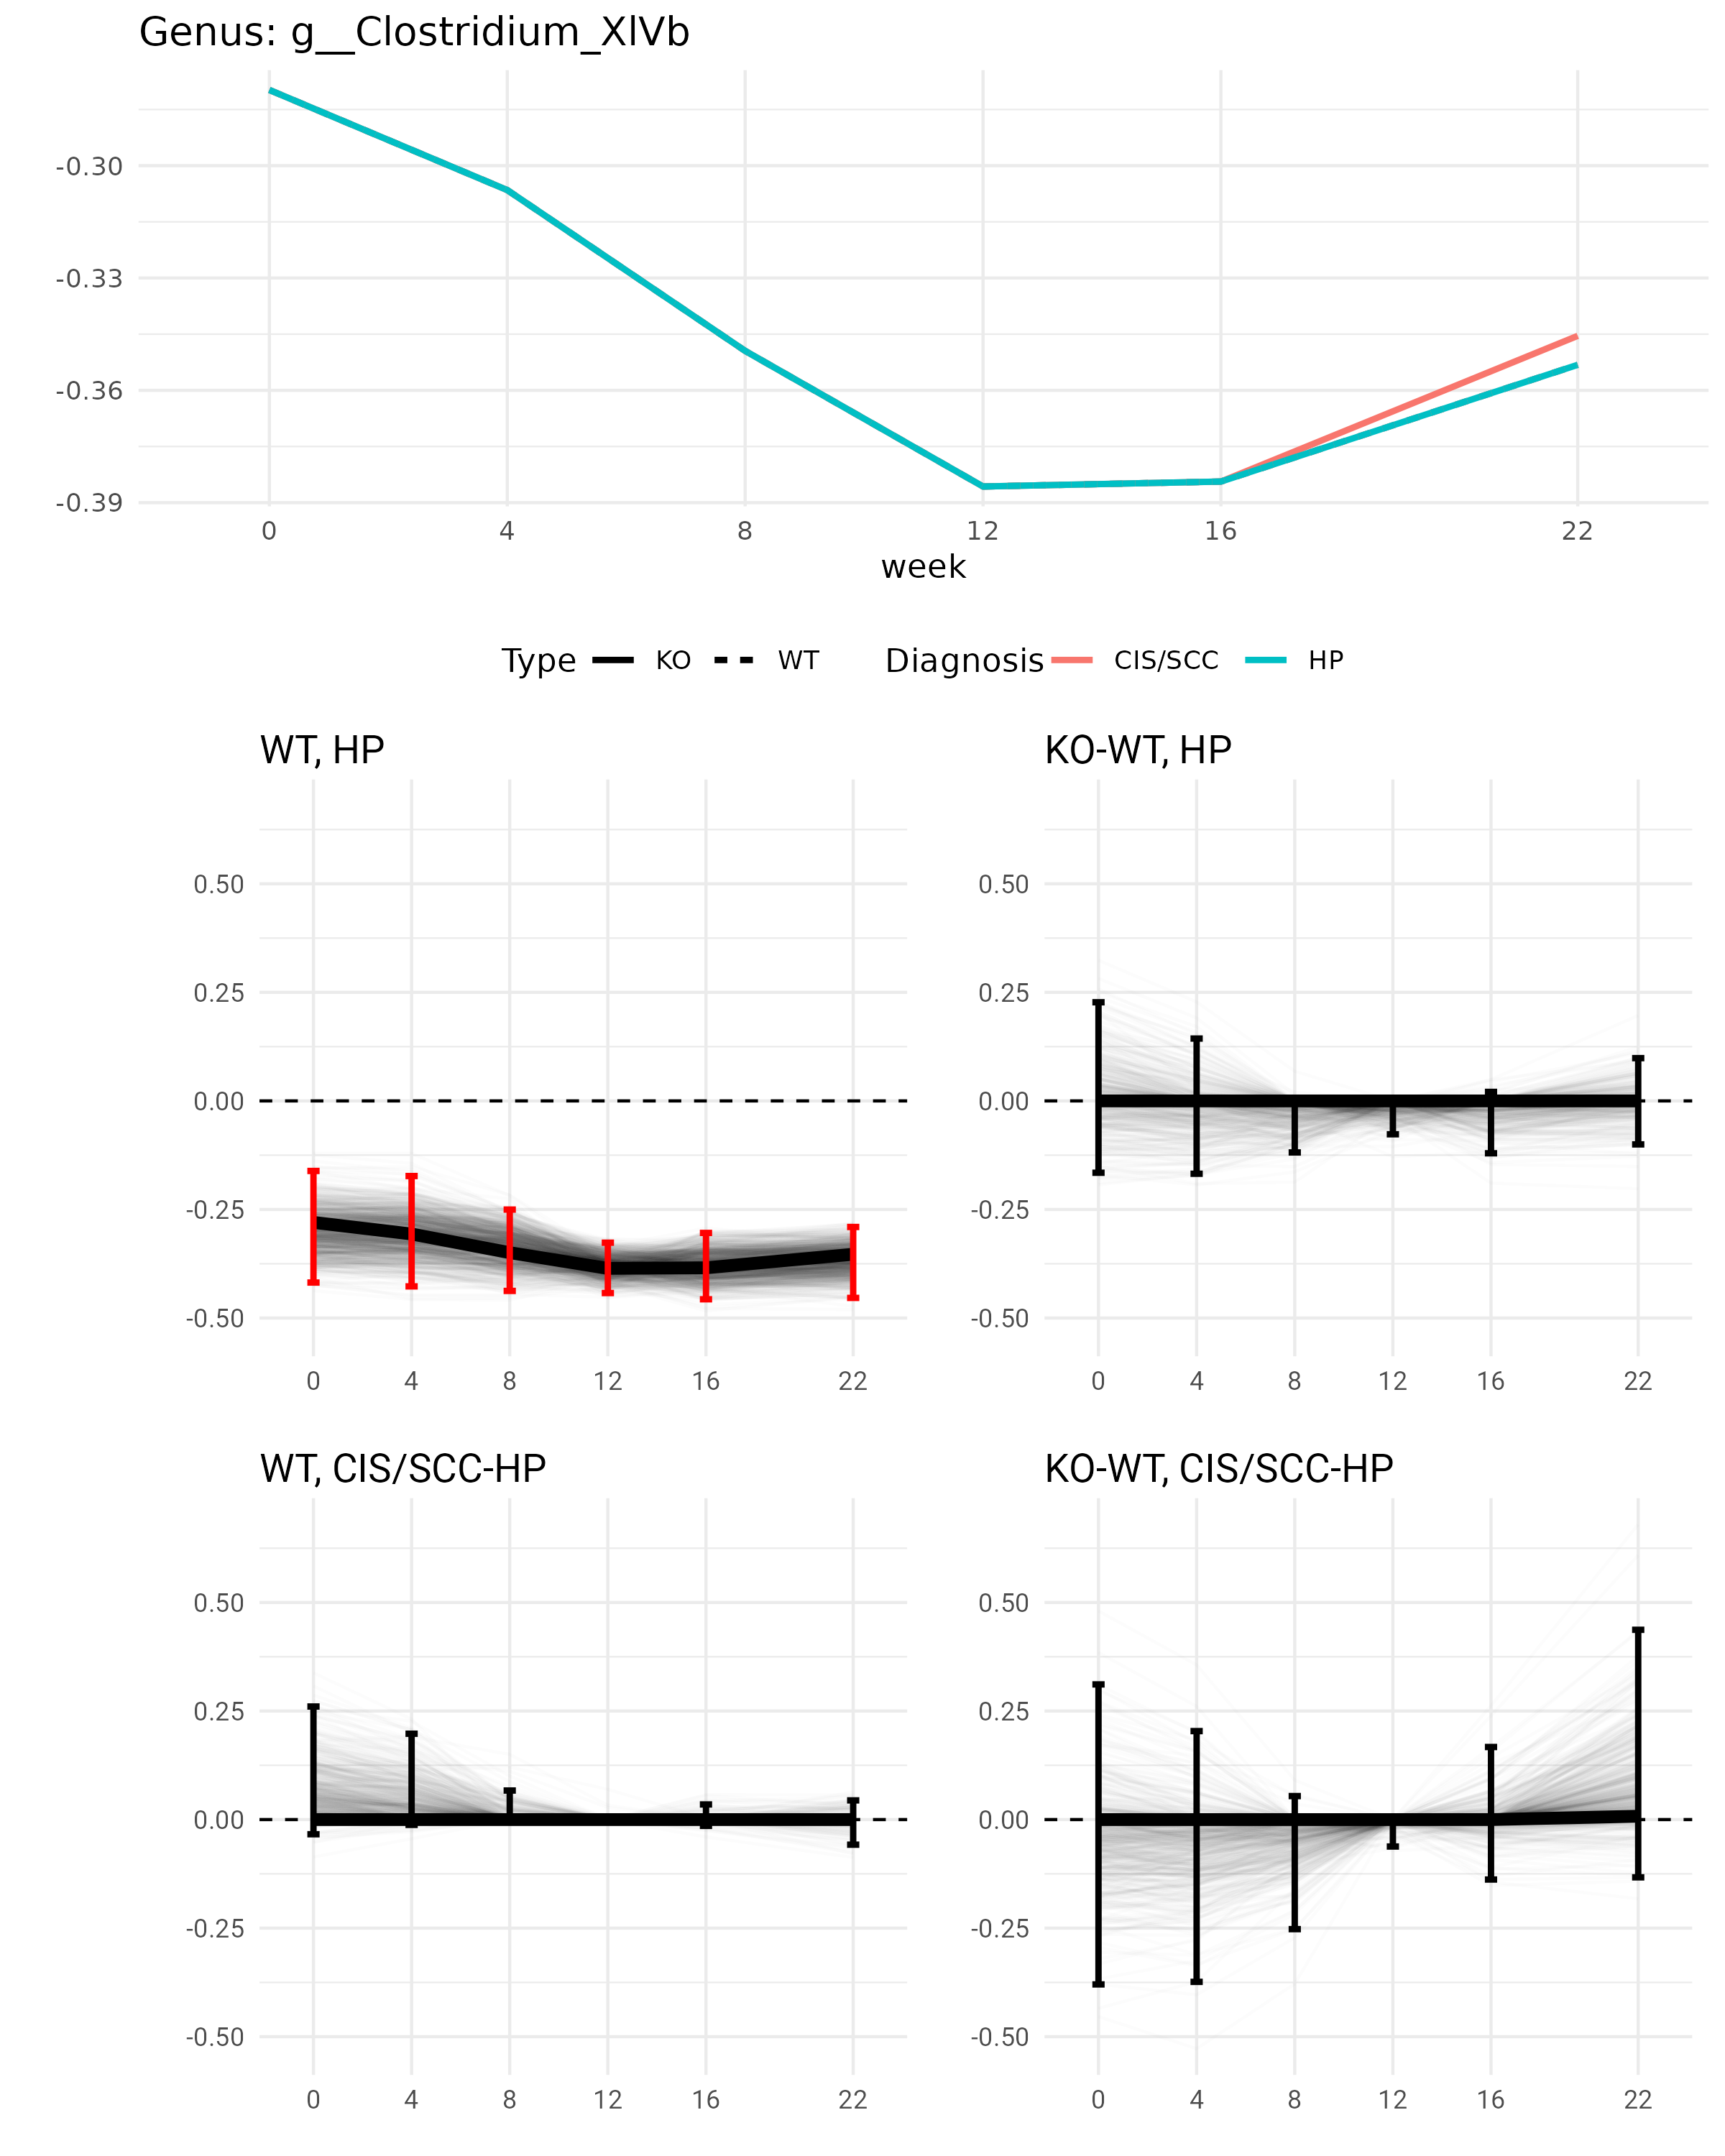 Genus: g__Clostridium_XlVb
-0.30
-0.33
-0.36
-0.39
0 4 8 12 16 22
week
Type KO WT Diagnosis CIS/SCC HP
WT, HP KO-WT, HP
0.50 0.50
0.25 0.25
0.00 0.00
-0.25 -0.25
-0.50 -0.50
0 4 8 12 16 22 0 4 8 12 16 22
WT, CIS/SCC-HP KO-WT, CIS/SCC-HP
0.50 0.50
0.25 0.25
0.00 0.00
-0.25 -0.25
-0.50 -0.50
0 4 8 12 16 22 0 4 8 12 16 22